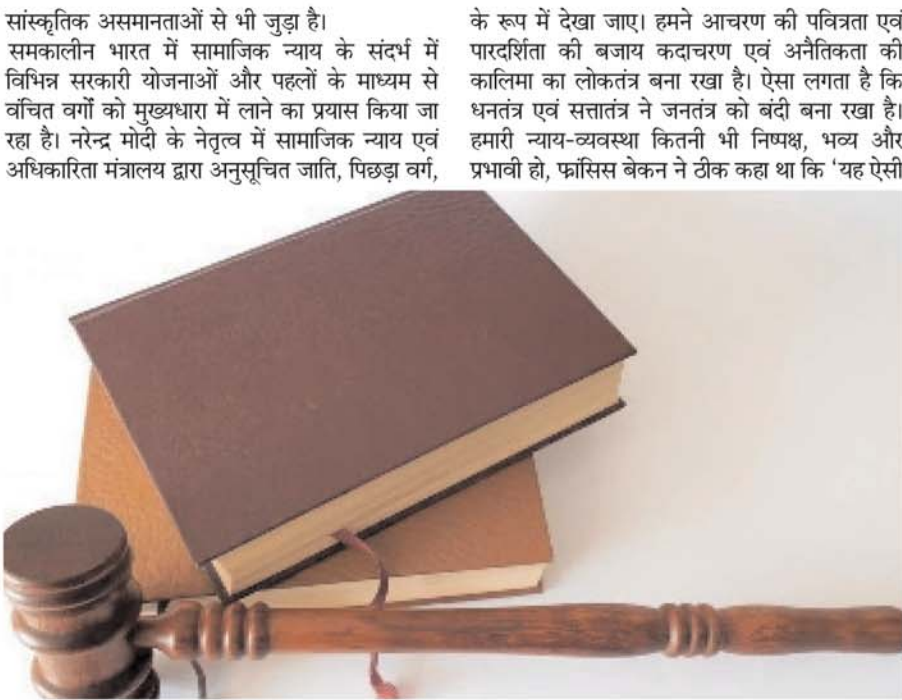 सांस्कृतिक असमानताओं से भी जुड़ा है।
समकालीन भारत में सामाजिक न्याय के संदर्भ में
विभिन्न सरकारी योजनाओं और पहलों के माध्यम से
वंचित वर्गों को मुख्यधारा में लाने का प्रयास किया जा
रहा है। नरेन्द्र मोदी के नेतृत्व में सामाजिक न्याय एवं
अधिकारिता मंत्रालय द्वारा अनुसूचित जाति, पिछड़ा वर्ग,
के रूप में देखा जाए। हमने आचरण की पवित्रता एवं
पारदर्शिता की बजाय कदाचरण एवं अनैतिकता की
कालिमा का लोकतंत्र बना रखा है। ऐसा लगता है कि
धनतंत्र एवं सत्तातंत्र ने जनतंत्र को बंदी बना रखा है।
हमारी न्याय-व्यवस्था कितनी भी निष्पक्ष, भव्य और
प्रभावी हो, फ्रांसिस बेकन ने ठीक कहा था कि ‘यह ऐसी